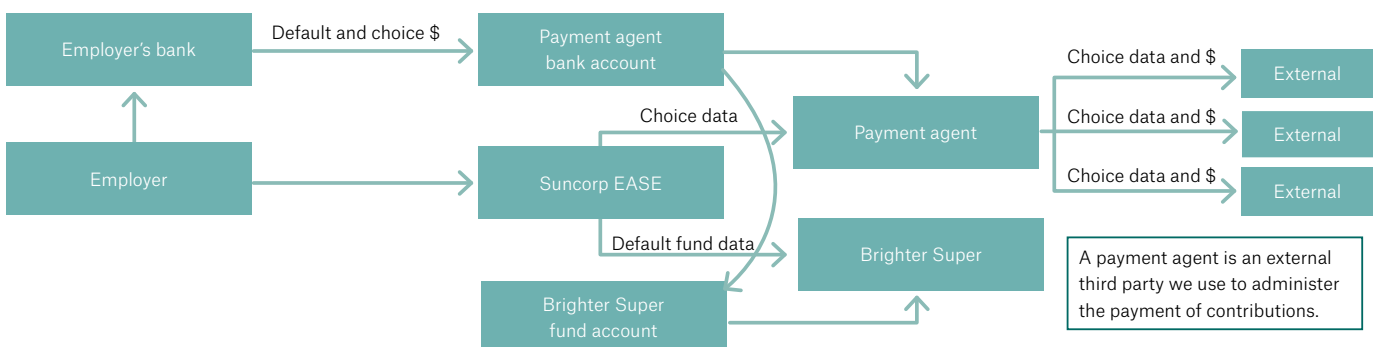 Employer's bank
Default and choice $
Payment agent
bank account
Choice data and $
External
Choice data
Payment agent
Choice data and $
External
Employer
Suncorp EASE
Choice data and $
External
Default fund data
Brighter Super
A payment agent is an external
third party we use to administer
the payment of contributions.
Brighter Super
fund account